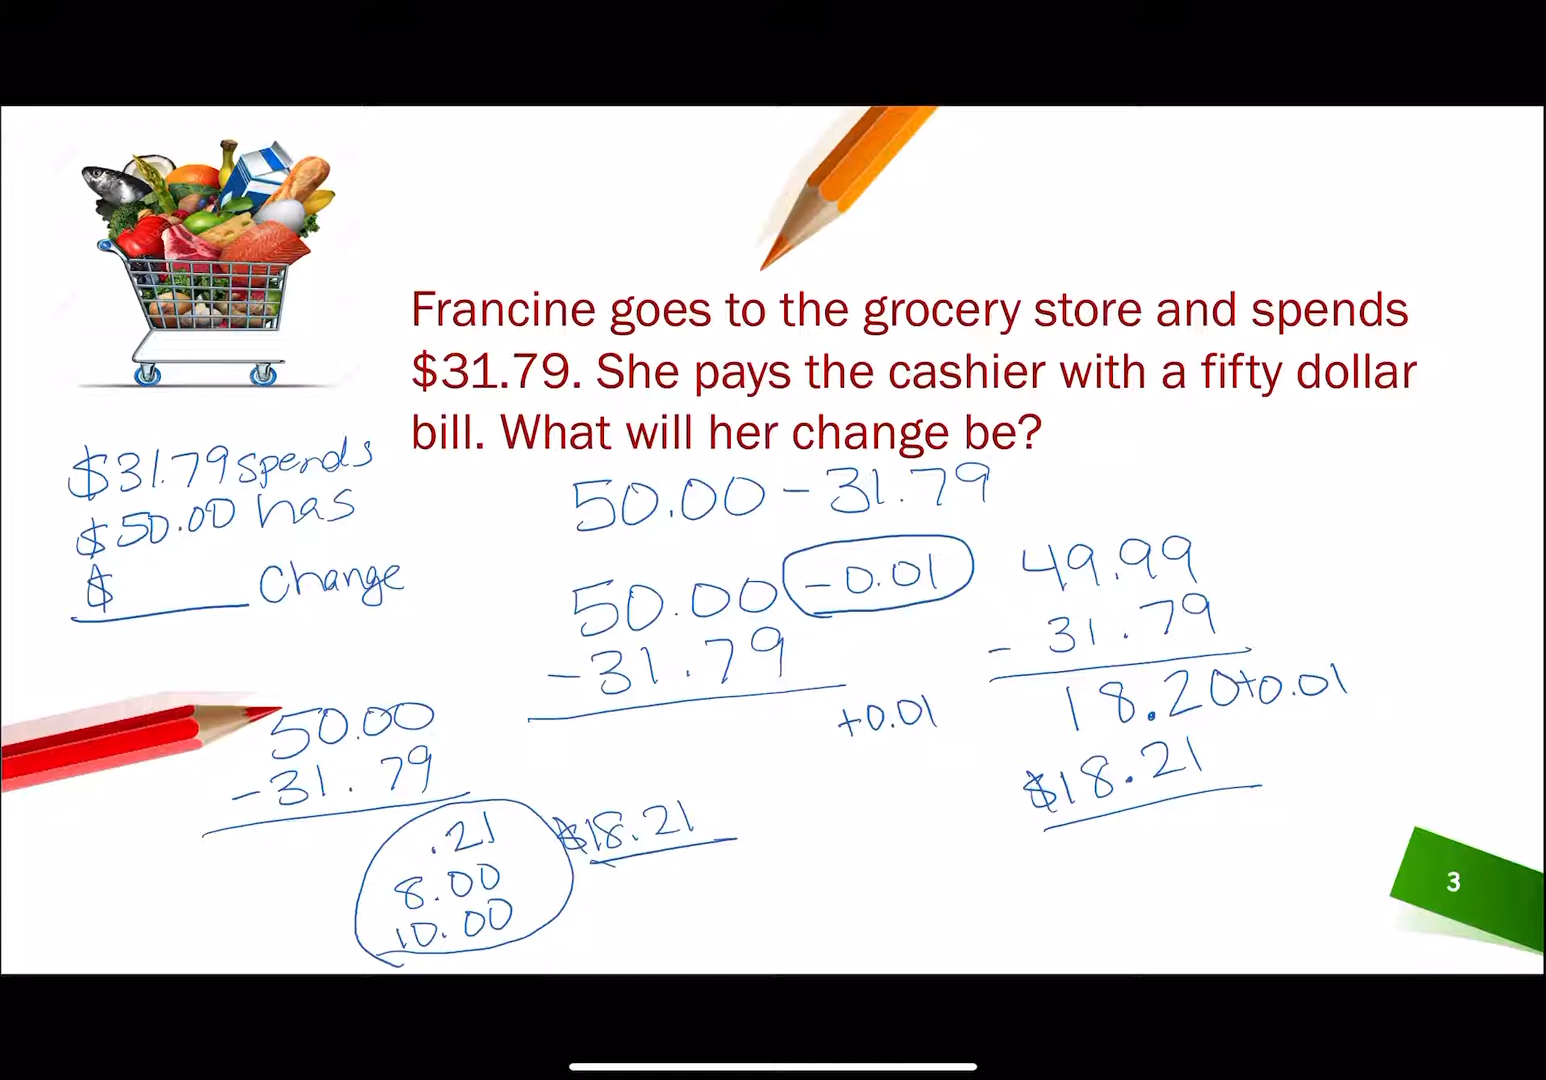 Francine goes to the grocery store and spends
$31.79. She pays the cashier with a fifty dollar
bill. What will her change be?
$31.79 spends
$50.00 has
$ Change
50.00 - 31.79
50.00 - 0.01
- 31.79
+0.01
49.99
- 31.79
18.20+0.01
$18.21
50.00
- 31.79
.21
8.00
10.00
$18.21
3